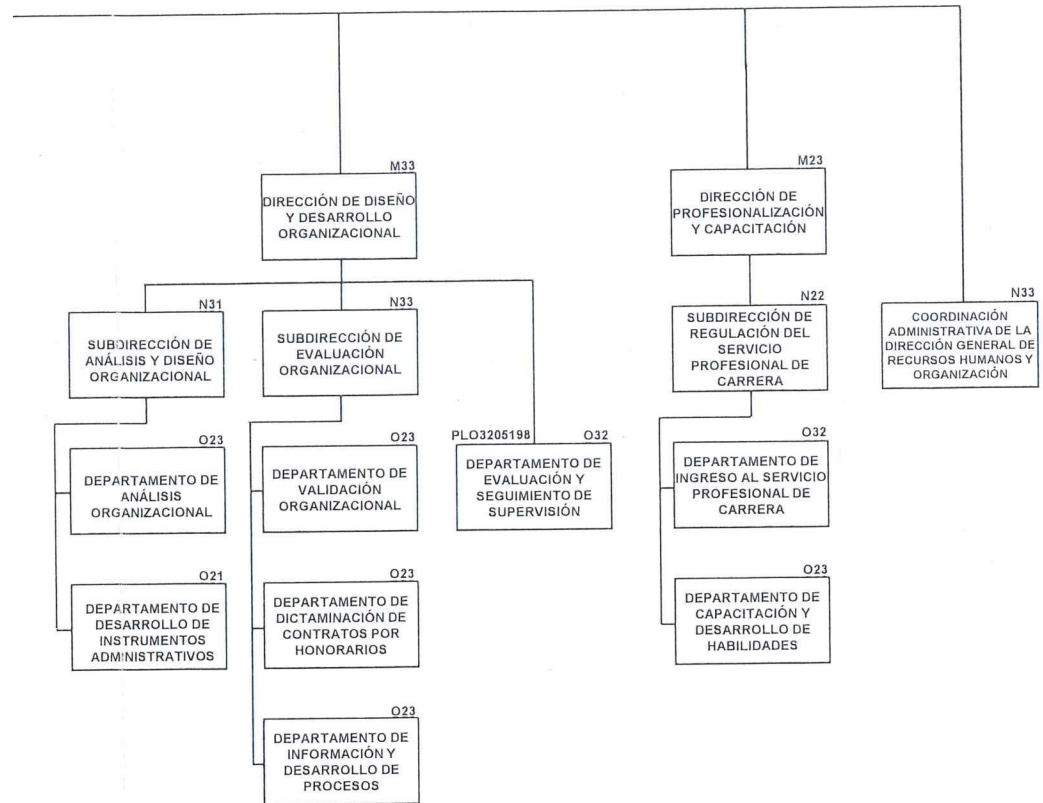 M33
DIRECCIÓN DE DISEÑO
Y DESARROLLO
ORGANIZACIONAL
M23
DIRECCIÓN DE
PROFESIONALIZACIÓN
Y CAPACITACIÓN
N31
SUBDIRECCIÓN DE
ANÁLISIS Y DISEÑO
ORGANIZACIONAL
N33
SUBDIRECCIÓN DE
EVALUACIÓN
ORGANIZACIONAL
N22
SUBDIRECCIÓN DE
REGULACIÓN DEL
SERVICIO
PROFESIONAL DE
CARRERA
N33
COORDINACIÓN
ADMINISTRATIVA DE LA
DIRECCIÓN GENERAL DE
RECURSOS HUMANOS Y
ORGANIZACIÓN
O23
DEPARTAMENTO DE
ANÁLISIS
ORGANIZACIONAL
O23
DEPARTAMENTO DE
VALIDACIÓN
ORGANIZACIONAL
PLO3205198 O32
DEPARTAMENTO DE
EVALUACIÓN Y
SEGUIMIENTO DE
SUPERVISIÓN
O32
DEPARTAMENTO DE
INGRESO AL SERVICIO
PROFESIONAL DE
CARRERA
O21
DEPARTAMENTO DE
DESARROLLO DE
INSTRUMENTOS
ADMINISTRATIVOS
O23
DEPARTAMENTO DE
DICTAMINACIÓN DE
CONTRATOS POR
HONORARIOS
O23
DEPARTAMENTO DE
CAPACITACIÓN Y
DESARROLLO DE
HABILIDADES
O23
DEPARTAMENTO DE
INFORMACIÓN Y
DESARROLLO DE
PROCESOS